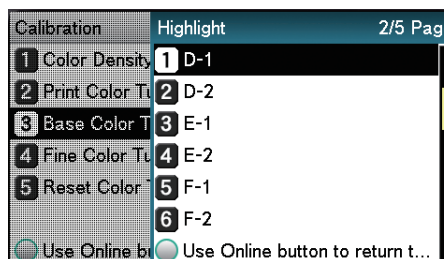 Calibration
1 Color Density
2 Print Color Tu
3 Base Color T
4 Fine Color Tu
5 Reset Color T
Use Online bu
Highlight 2/5 Pag
1 D-1
2 D-2
3 E-1
4 E-2
5 F-1
6 F-2
Use Online button to return t...